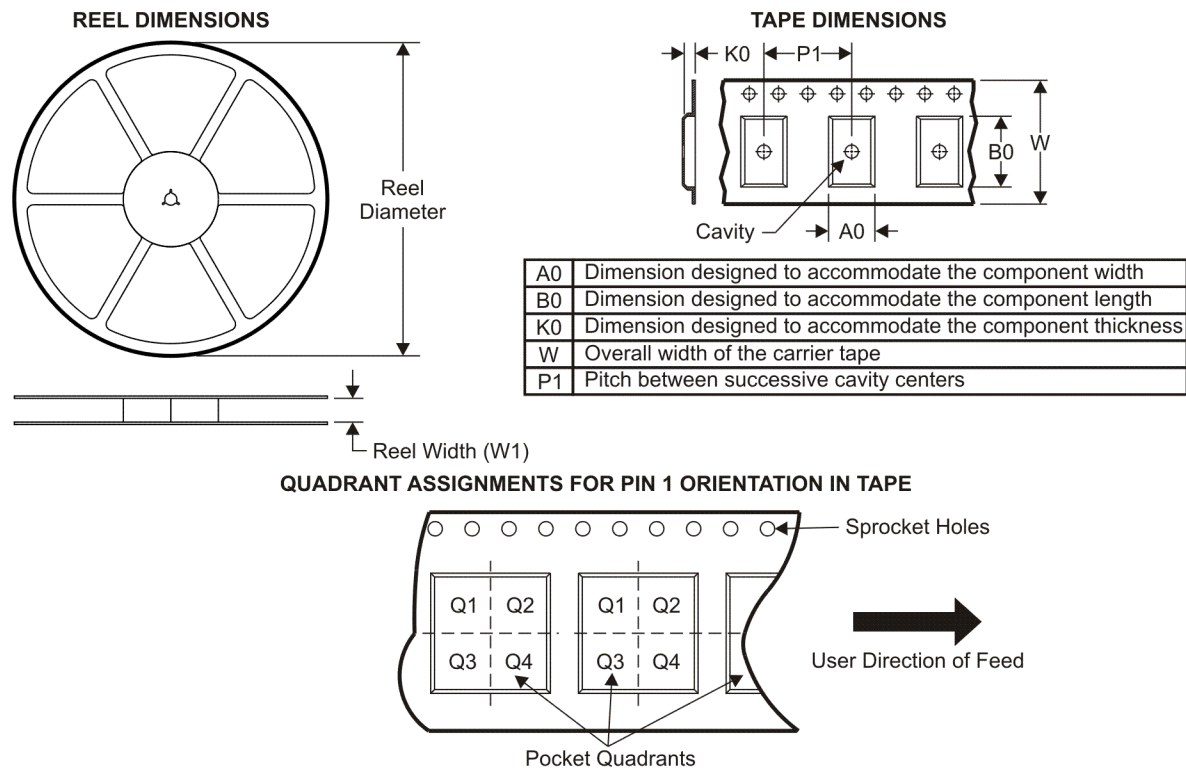 REEL DIMENSIONS
Reel
Diameter
Reel Width (W1)
TAPE DIMENSIONS
K0
P1
B0
W
Cavity
A0
A0 Dimension designed to accommodate the component width
B0 Dimension designed to accommodate the component length
K0 Dimension designed to accommodate the component thickness
W Overall width of the carrier tape
P1 Pitch between successive cavity centers
QUADRANT ASSIGNMENTS FOR PIN 1 ORIENTATION IN TAPE
Sprocket Holes
Q1 Q2 Q1 Q2
Q3 Q4 Q3 Q4
User Direction of Feed
Pocket Quadrants